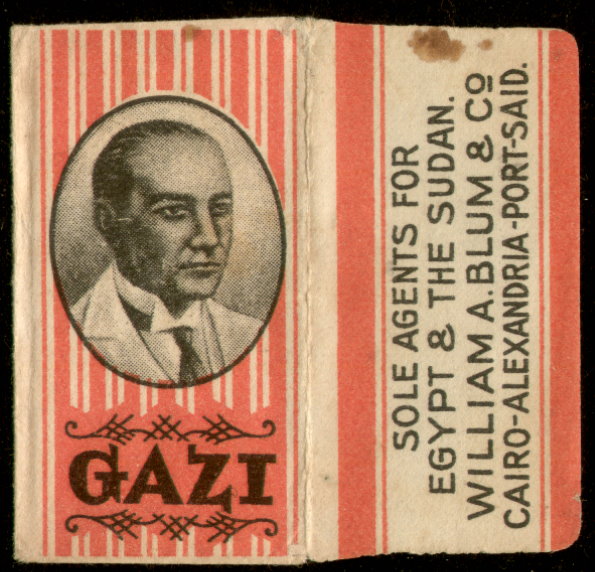 GAZI
SOLE AGENTS FOR
EGYPT & THE SUDAN.
WILLIAM A. BLUM & Co
CAIRO-ALEXANDRIA-PORT-SAID.